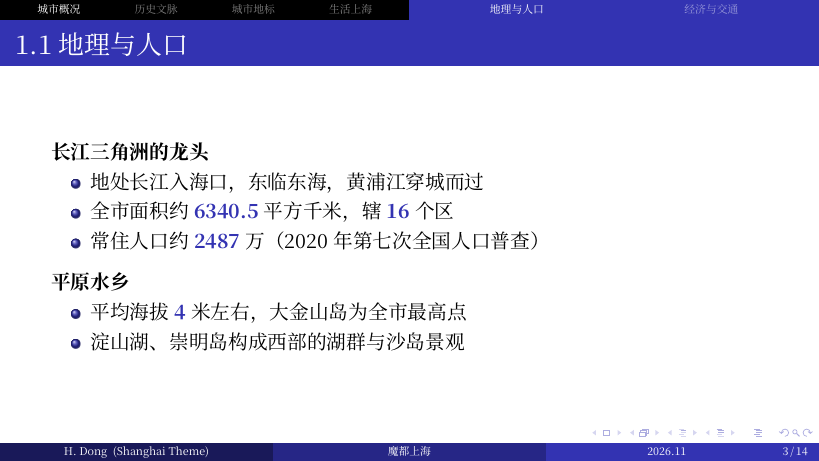 城市概况 历史文脉 城市地标 生活上海 地理与人口 经济与交通
1.1 地理与人口
长江三角洲的龙头
地处长江入海口，东临东海，黄浦江穿城而过
全市面积约 6340.5 平方千米，辖 16 个区
常住人口约 2487 万（2020 年第七次全国人口普查）
平原水乡
平均海拔 4 米左右，大金山岛为全市最高点
淀山湖、崇明岛构成西部的湖群与沙岛景观
H. Dong (Shanghai Theme) 魔都上海 2026.11 3 / 14